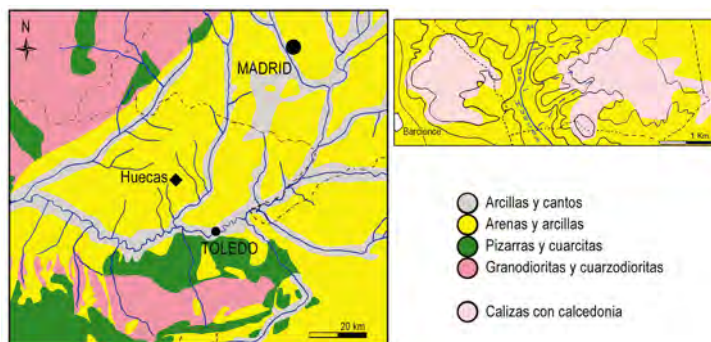 N
MADRID
Huecas
TOLEDO
20 km
Barcience
1 Km
Arcillas y cantos
Arenas y arcillas
Pizarras y cuarcitas
Granodioritas y cuarzodioritas
Calizas con calcedonia